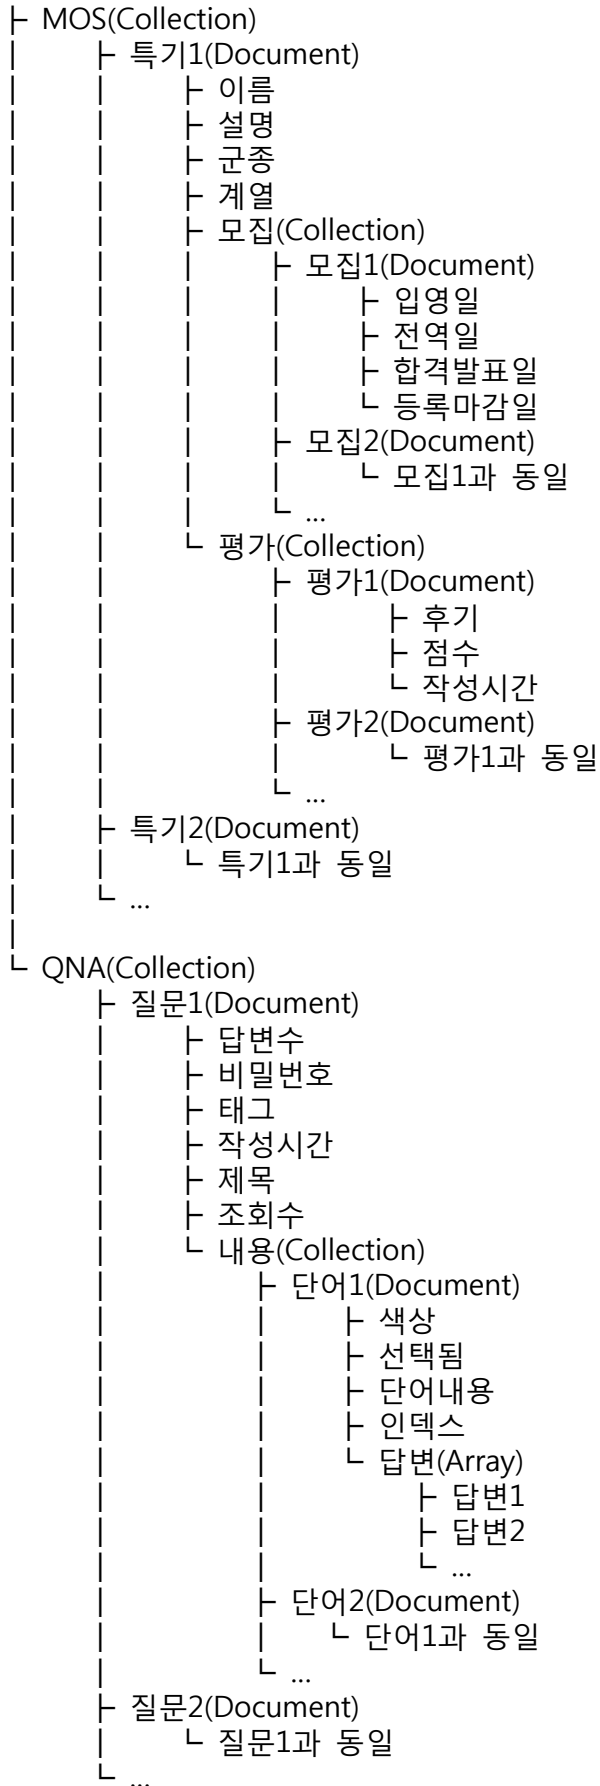 ├ MOS(Collection)
│ ├ 특기1(Document)
│ │ ├ 이름
│ │ ├ 설명
│ │ ├ 군종
│ │ ├ 계열
│ │ ├ 모집(Collection)
│ │ │ ├ 모집1(Document)
│ │ │ │ ├ 입영일
│ │ │ │ ├ 전역일
│ │ │ │ ├ 합격발표일
│ │ │ │ └ 등록마감일
│ │ │ ├ 모집2(Document)
│ │ │ │ └ 모집1과 동일
│ │ │ └ ...
│ │ └ 평가(Collection)
│ │ ├ 평가1(Document)
│ │ │ ├ 후기
│ │ │ ├ 점수
│ │ │ └ 작성시간
│ │ ├ 평가2(Document)
│ │ │ └ 평가1과 동일
│ │ └ ...
│ ├ 특기2(Document)
│ │ └ 특기1과 동일
│ └ ...
│
└ QNA(Collection)
├ 질문1(Document)
│ ├ 답변수
│ ├ 비밀번호
│ ├ 태그
│ ├ 작성시간
│ ├ 제목
│ ├ 조회수
│ └ 내용(Collection)
│ ├ 단어1(Document)
│ │ ├ 색상
│ │ ├ 선택됨
│ │ ├ 단어내용
│ │ ├ 인덱스
│ │ └ 답변(Array)
│ │ ├ 답변1
│ │ ├ 답변2
│ │ └ ...
│ ├ 단어2(Document)
│ │ └ 단어1과 동일
│ └ ...
├ 질문2(Document)
│ └ 질문1과 동일
└ ...